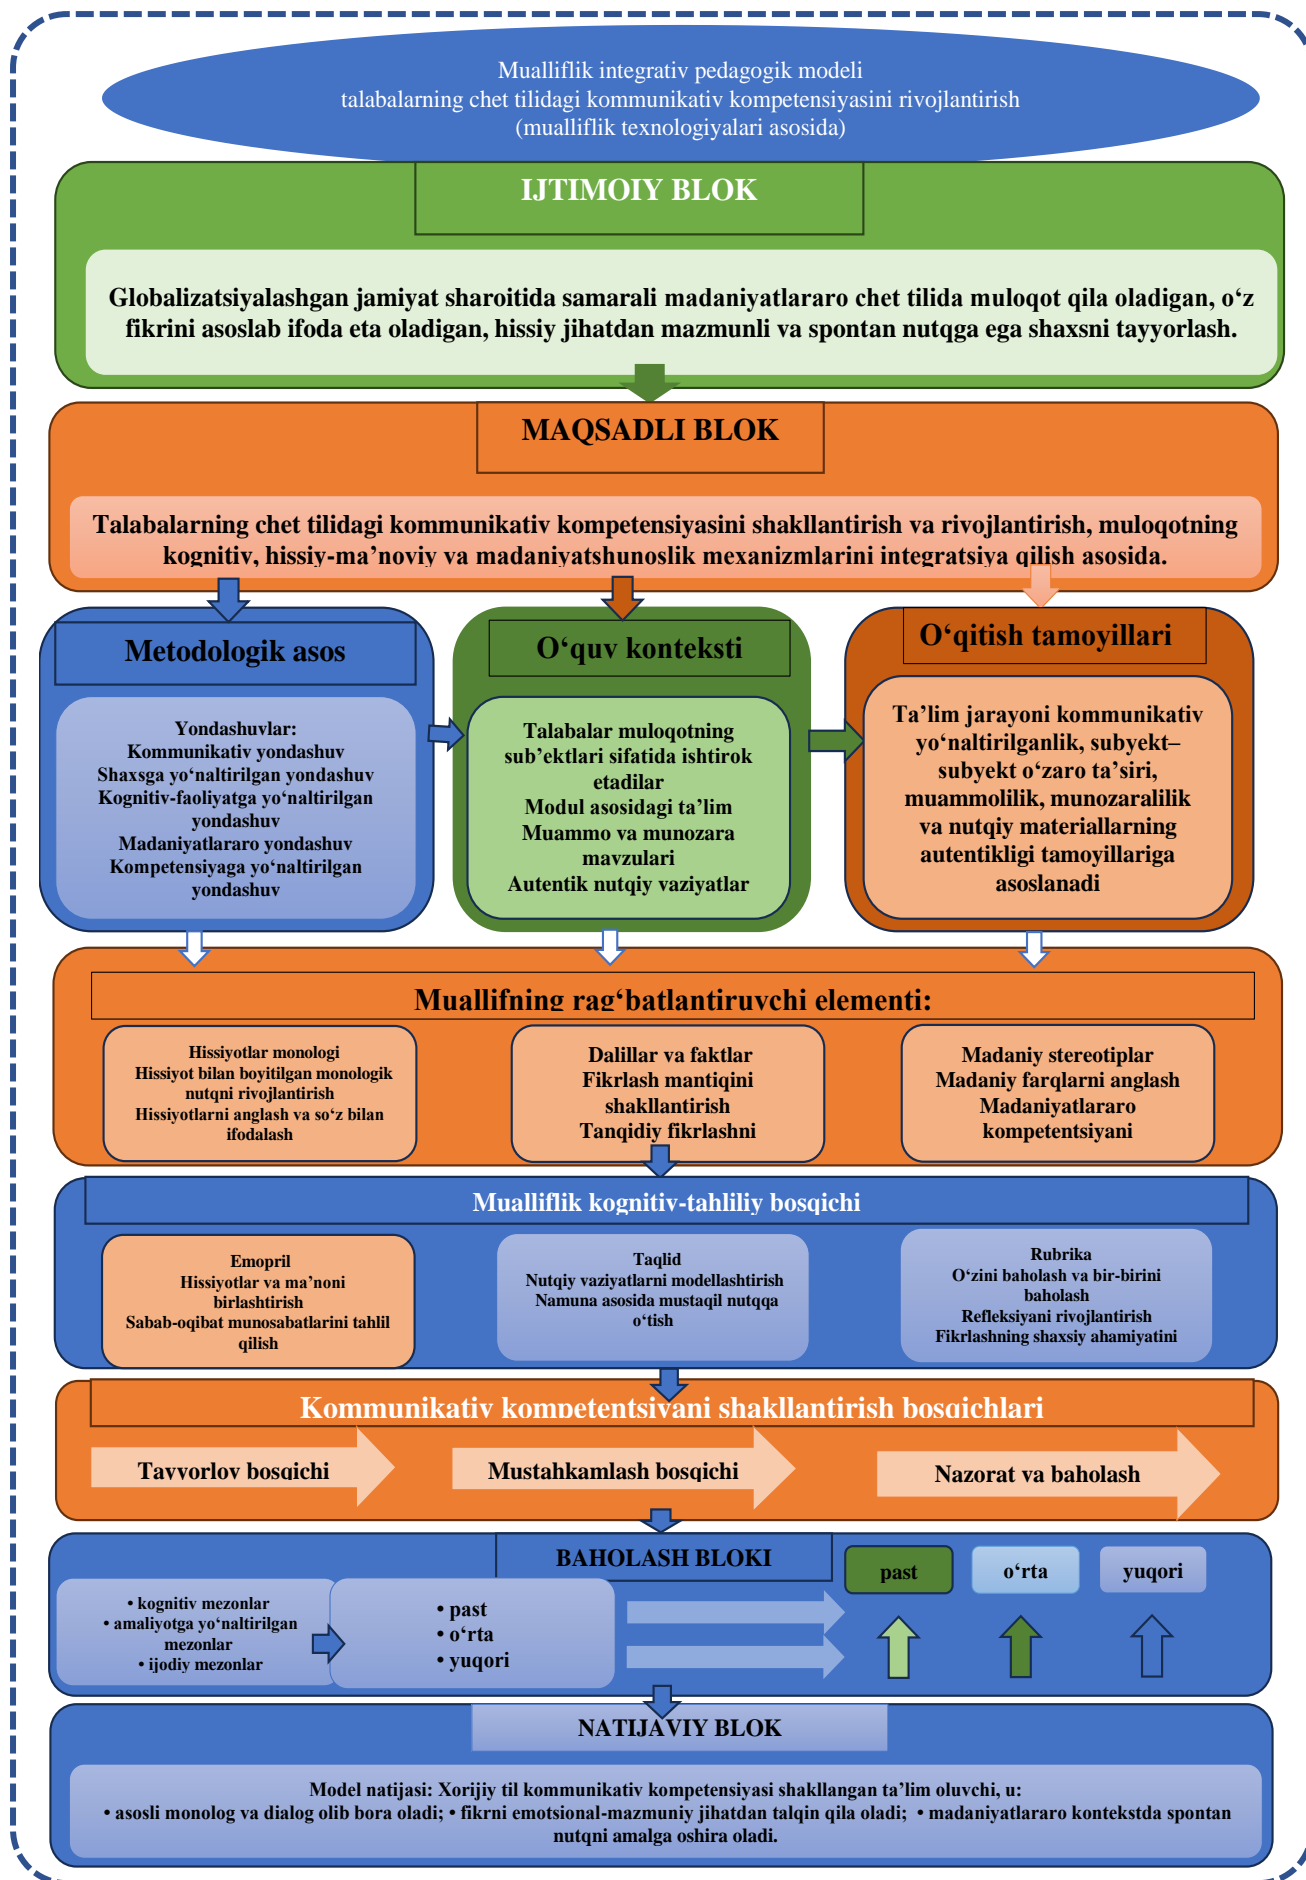 Mualliflik integrativ pedagogik modeli
talabalarning chet tilidagi kommunikativ kompetensiyasini rivojlantirish
(mualliflik texnologiyalari asosida)
IJTIMOIY BLOK
Globalizatsiyalashgan jamiyat sharoitida samarali madaniyatlararo chet tilida muloqot qila oladigan, o‘z
fikrini asoslab ifoda eta oladigan, hissiy jihatdan mazmunli va spontan nutqga ega shaxsni tayyorlash.
MAQSADLI BLOK
Talabalarning chet tilidagi kommunikativ kompetensiyasini shakllantirish va rivojlantirish, muloqotning
kognitiv, hissiy-ma’noviy va madaniyatshunoslik mexanizmlarini integratsiya qilish asosida.
Metodologik asos
Yondashuvlar:
Kommunikativ yondashuv
Shaxsga yo‘naltirilgan yondashuv
Kognitiv-faoliyatga yo‘naltirilgan
yondashuv
Madaniyatlararo yondashuv
Kompetensiyaga yo‘naltirilgan
yondashuv
O‘quv konteksti
Talabalar muloqotning
sub’ektlari sifatida ishtirok
etadilar
Modul asosidagi ta’lim
Muammo va munozara
mavzulari
Autentik nutqiy vaziyatlar
O‘qitish tamoyillari
Ta’lim jarayoni kommunikativ
yo‘naltirilganlik, subyekt–
subyekt o‘zaro ta’siri,
muammolilik, munozaralilik
va nutqiy materiallarning
autentikligi tamoyillariga
asoslanadi
Muallifning rag‘batlantiruvchi elementi:
Hissiyotlar monologi
Hissiyot bilan boyitilgan monologik
nutqni rivojlantirish
Hissiyotlarni anglash va so‘z bilan
ifodalash
Dalillar va faktlar
Fikrlash mantiqini
shakllantirish
Tanqidiy fikrlashni
Madaniy stereotiplar
Madaniy farqlarni anglash
Madaniyatlararo
kompetentsiyani
Mualliflik kognitiv-tahliliy bosqichi
Emopril
Hissiyotlar va ma’noni
birlashtirish
Sabab-oqibat munosabatlarini tahlil
qilish
Taqlid
Nutqiy vaziyatlarni modellashtirish
Namuna asosida mustaqil nutqqa
o‘tish
Rubrika
O‘zini baholash va bir-birini
baholash
Refleksiyani rivojlantirish
Fikrlashning shaxsiy ahamiyatini
Kommunikativ kompetentsiyani shakllantirish bosqichlari
Tayyorlov bosqichi
Mustahkamlash bosqichi
Nazorat va baholash
BAHOLASH BLOKI
• kognitiv mezonlar
• amaliyotga yo‘naltirilgan
mezonlar
• ijodiy mezonlar
• past
• o‘rta
• yuqori
past
o‘rta
yuqori
NATIJAVIY BLOK
Model natijasi: Xorijiy til kommunikativ kompetensiyasi shakllangan ta’lim oluvchi, u:
• asosli monolog va dialog olib bora oladi; • fikrni emotsional-mazmuniy jihatdan talqin qila oladi; • madaniyatlararo kontekstda spontan
nutqni amalga oshira oladi.